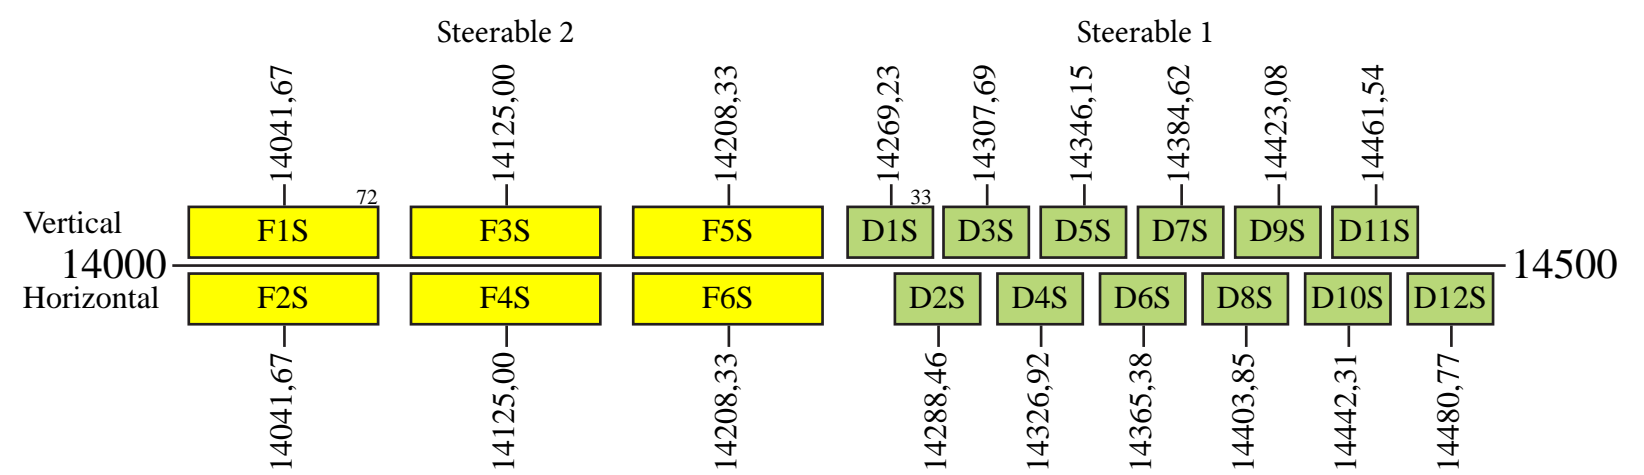 Steerable 2 Steerable 1
14041,67 14125,00 14208,33 14269,23 14307,69 14346,15 14384,62 14423,08 14461,54
72 33
Vertical F1S F3S F5S D1S D3S D5S D7S D9S D11S
14000 14500
Horizontal F2S F4S F6S D2S D4S D6S D8S D10S D12S
14041,67 14125,00 14208,33 14288,46 14326,92 14365,38 14403,85 14442,31 14480,77